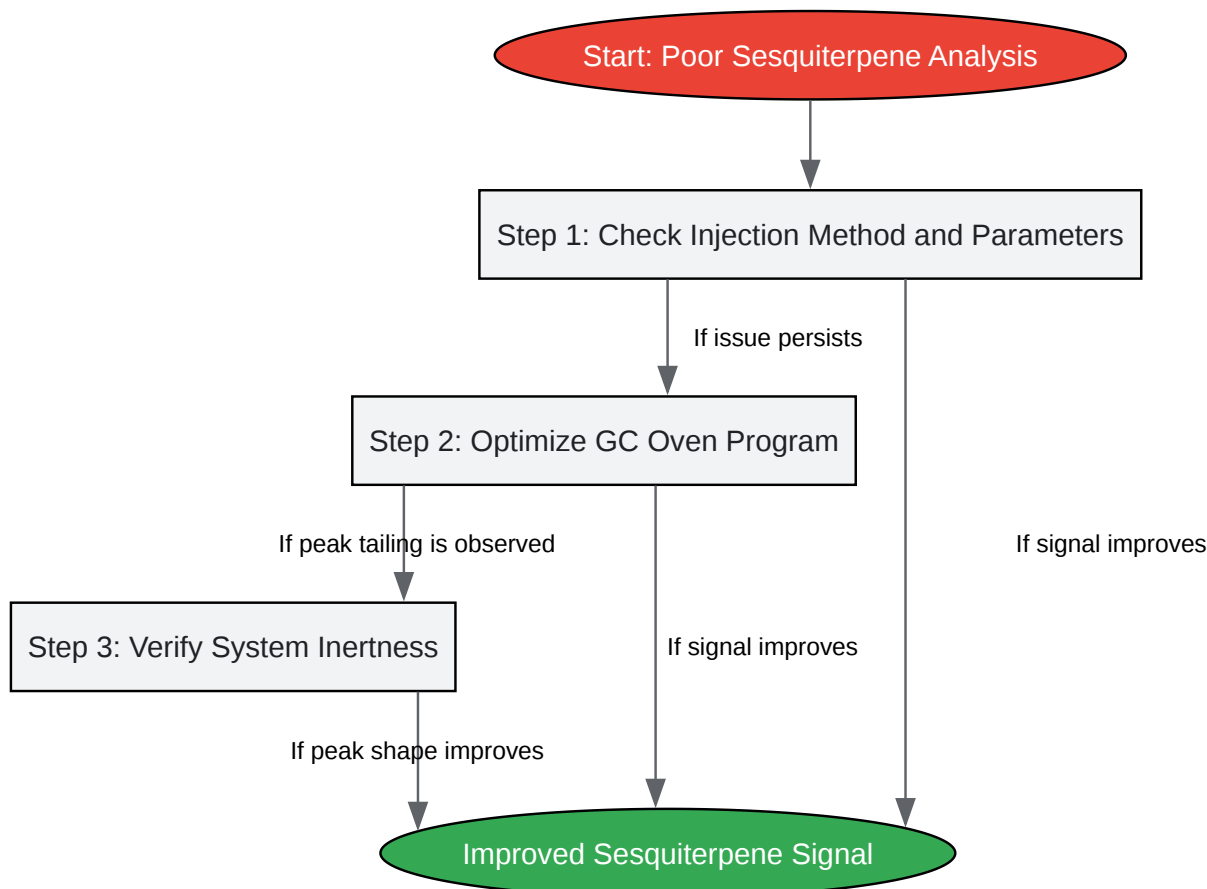 Start: Poor Sesquiterpene Analysis
Step 1: Check Injection Method and Parameters
If issue persists
Step 2: Optimize GC Oven Program
If peak tailing is observed
If signal improves
Step 3: Verify System Inertness
If signal improves
If peak shape improves
Improved Sesquiterpene Signal